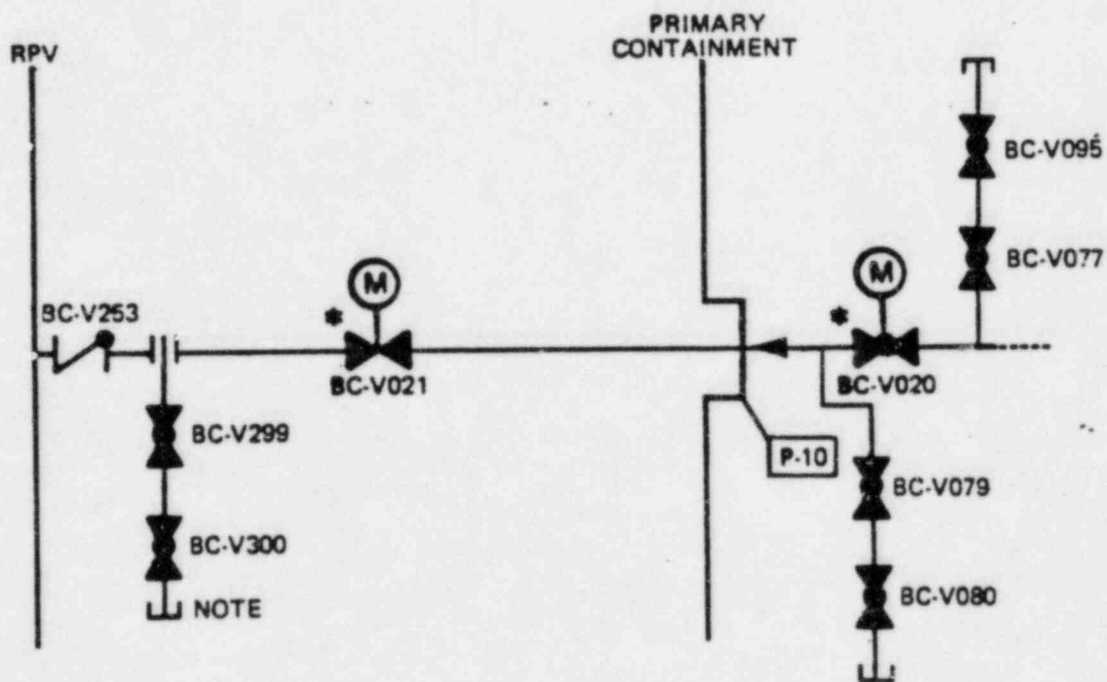 PRIMARY
CONTAINMENT
RPV
BC-V095
M
M
BC-V077
BC-V253
*
*
BC-V021
BC-V020
BC-V299
P-10
BC-V079
BC-V300
BC-V080
NOTE